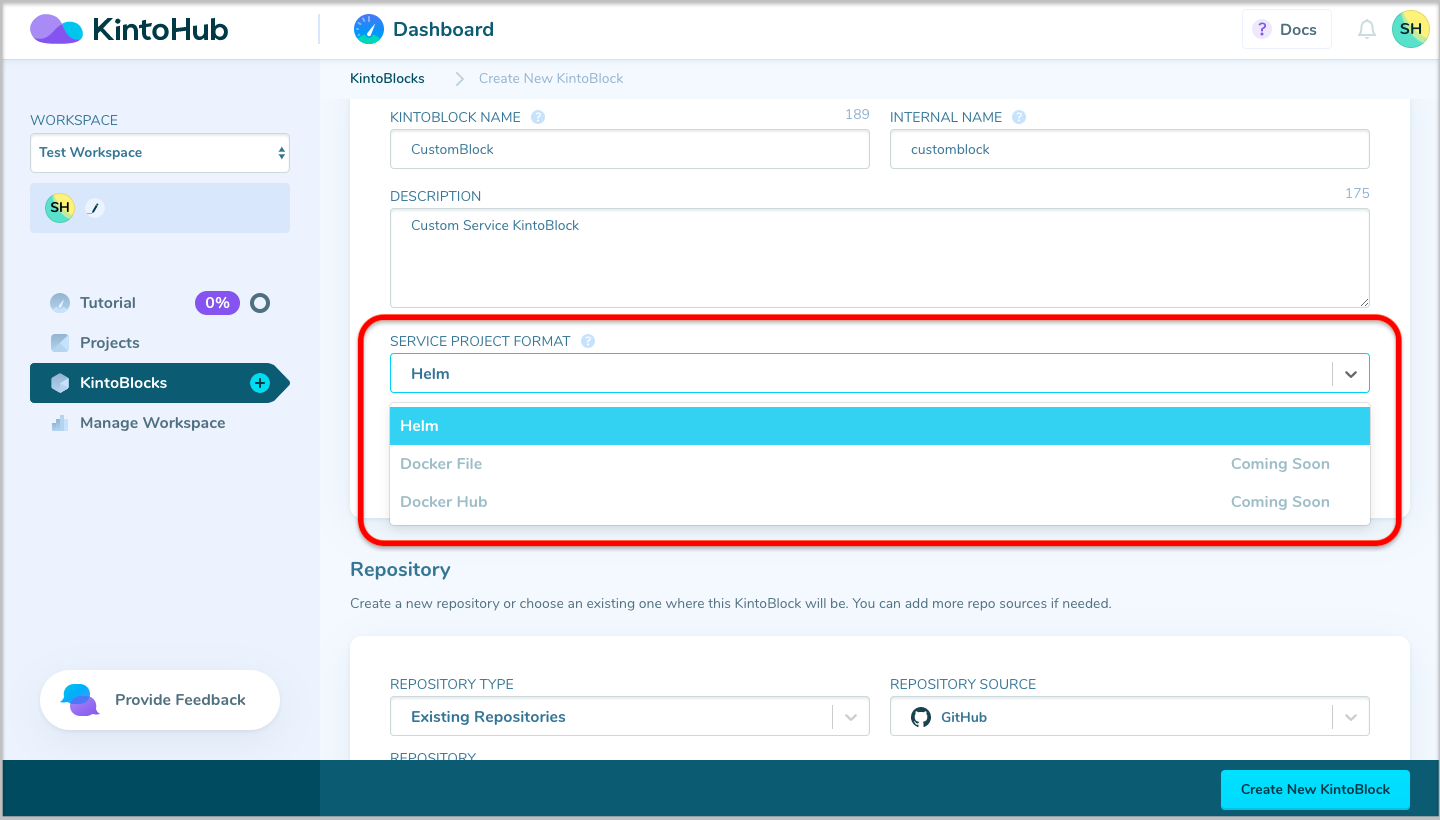 KintoHub
Dashboard
? Docs
SH
KintoBlocks
Create New KintoBlock
WORKSPACE
Test Workspace
SH
Tutorial
0%
Projects
KintoBlocks
+
Manage Workspace
Provide Feedback
KINTOBLOCK NAME ?
189
INTERNAL NAME ?
CustomBlock
customblock
DESCRIPTION
175
Custom Service KintoBlock
SERVICE PROJECT FORMAT ?
Helm
Helm
Docker File Coming Soon
Docker Hub Coming Soon
Repository
Create a new repository or choose an existing one where this KintoBlock will be. You can add more repo sources if needed.
REPOSITORY TYPE
REPOSITORY SOURCE
Existing Repositories
GitHub
REPOSITORY
Create New KintoBlock